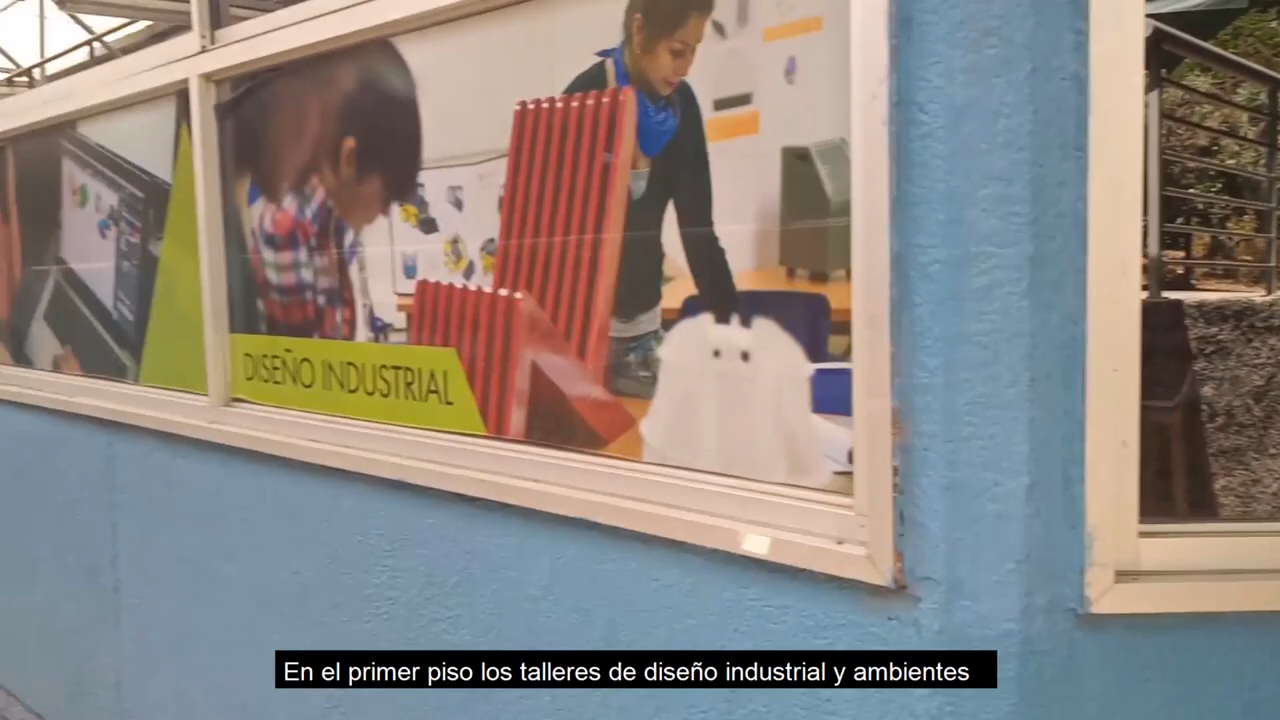 DISEÑO INDUSTRIAL
En el primer piso los talleres de diseño industrial y ambientes